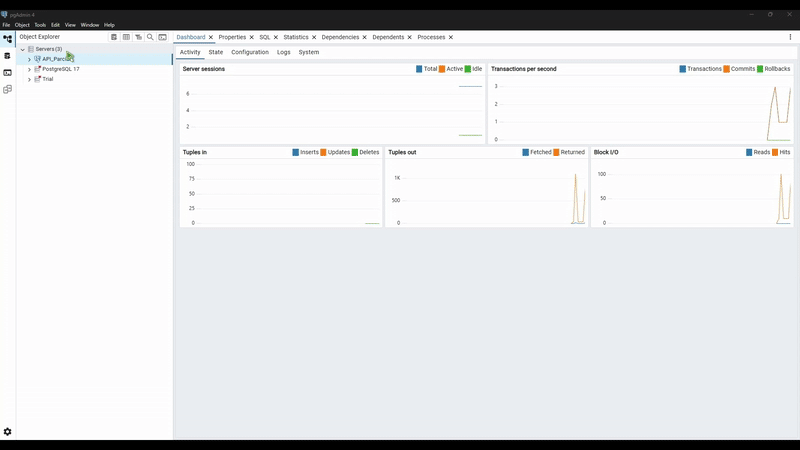 pgAdmin 4
File Object Tools Edit View Window Help
Object Explorer
Dashboard Properties SQL Statistics Dependencies Dependents Processes
Servers (3)
PostgreSQL 17
Trial
Activity State Configuration Logs System
Server sessions
Total Active Idle
6
4
2
Transactions per second
Transactions Commits Rollbacks
3
2
1
0
Tuples in
Inserts Updates Deletes
100
75
50
25
0
Tuples out
Fetched Returned
1K
500
0
Block I/O
Reads Hits
100
50
0